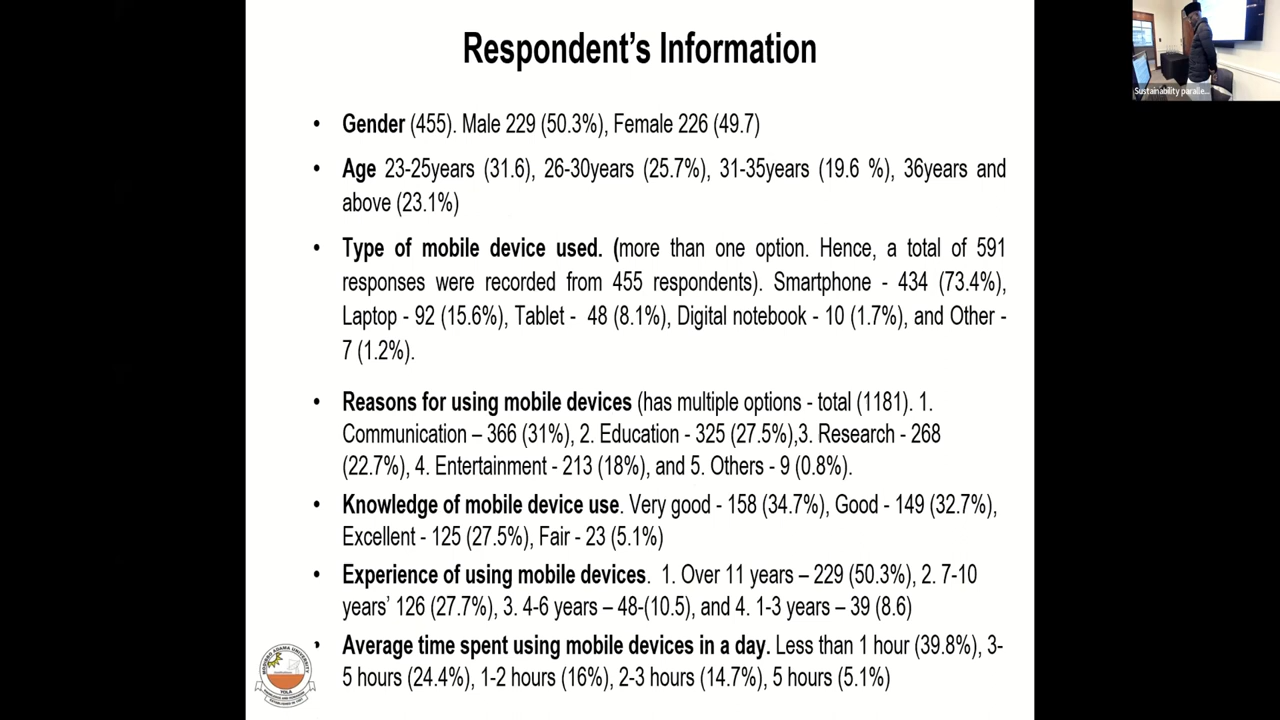 Respondent’s Information
• Gender (455). Male 229 (50.3%), Female 226 (49.7)
• Age 23-25years (31.6), 26-30years (25.7%), 31-35years (19.6 %), 36years and
above (23.1%)
• Type of mobile device used. (more than one option. Hence, a total of 591
responses were recorded from 455 respondents). Smartphone - 434 (73.4%),
Laptop - 92 (15.6%), Tablet - 48 (8.1%), Digital notebook - 10 (1.7%), and Other -
7 (1.2%).
• Reasons for using mobile devices (has multiple options - total (1181). 1.
Communication – 366 (31%), 2. Education - 325 (27.5%),3. Research - 268
(22.7%), 4. Entertainment - 213 (18%), and 5. Others - 9 (0.8%).
• Knowledge of mobile device use. Very good - 158 (34.7%), Good - 149 (32.7%),
Excellent - 125 (27.5%), Fair - 23 (5.1%)
• Experience of using mobile devices. 1. Over 11 years – 229 (50.3%), 2. 7-10
years’ 126 (27.7%), 3. 4-6 years – 48-(10.5), and 4. 1-3 years – 39 (8.6)
• Average time spent using mobile devices in a day. Less than 1 hour (39.8%), 3-
5 hours (24.4%), 1-2 hours (16%), 2-3 hours (14.7%), 5 hours (5.1%)
MODIBBO ADAMA UNIVERSITY
YOLA
Sustainability paralle...